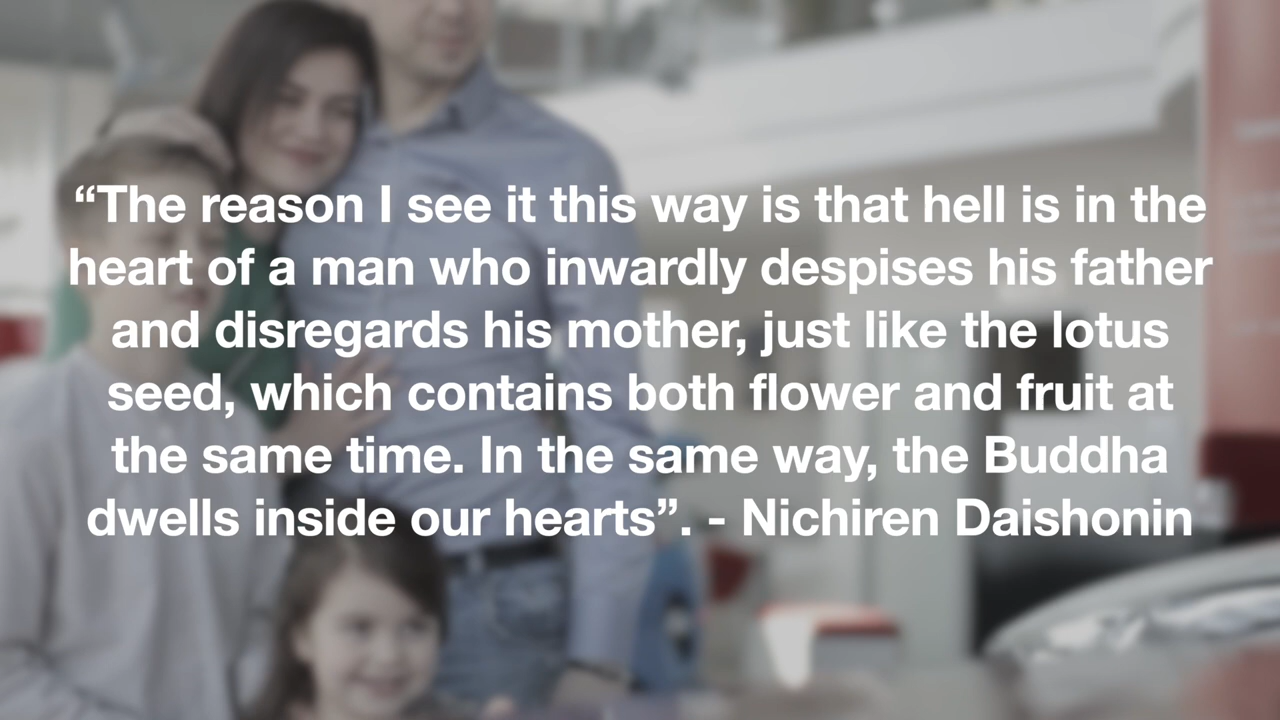 “The reason I see it this way is that hell is in the
heart of a man who inwardly despises his father
and disregards his mother, just like the lotus
seed, which contains both flower and fruit at
the same time. In the same way, the Buddha
dwells inside our hearts”. - Nichiren Daishonin